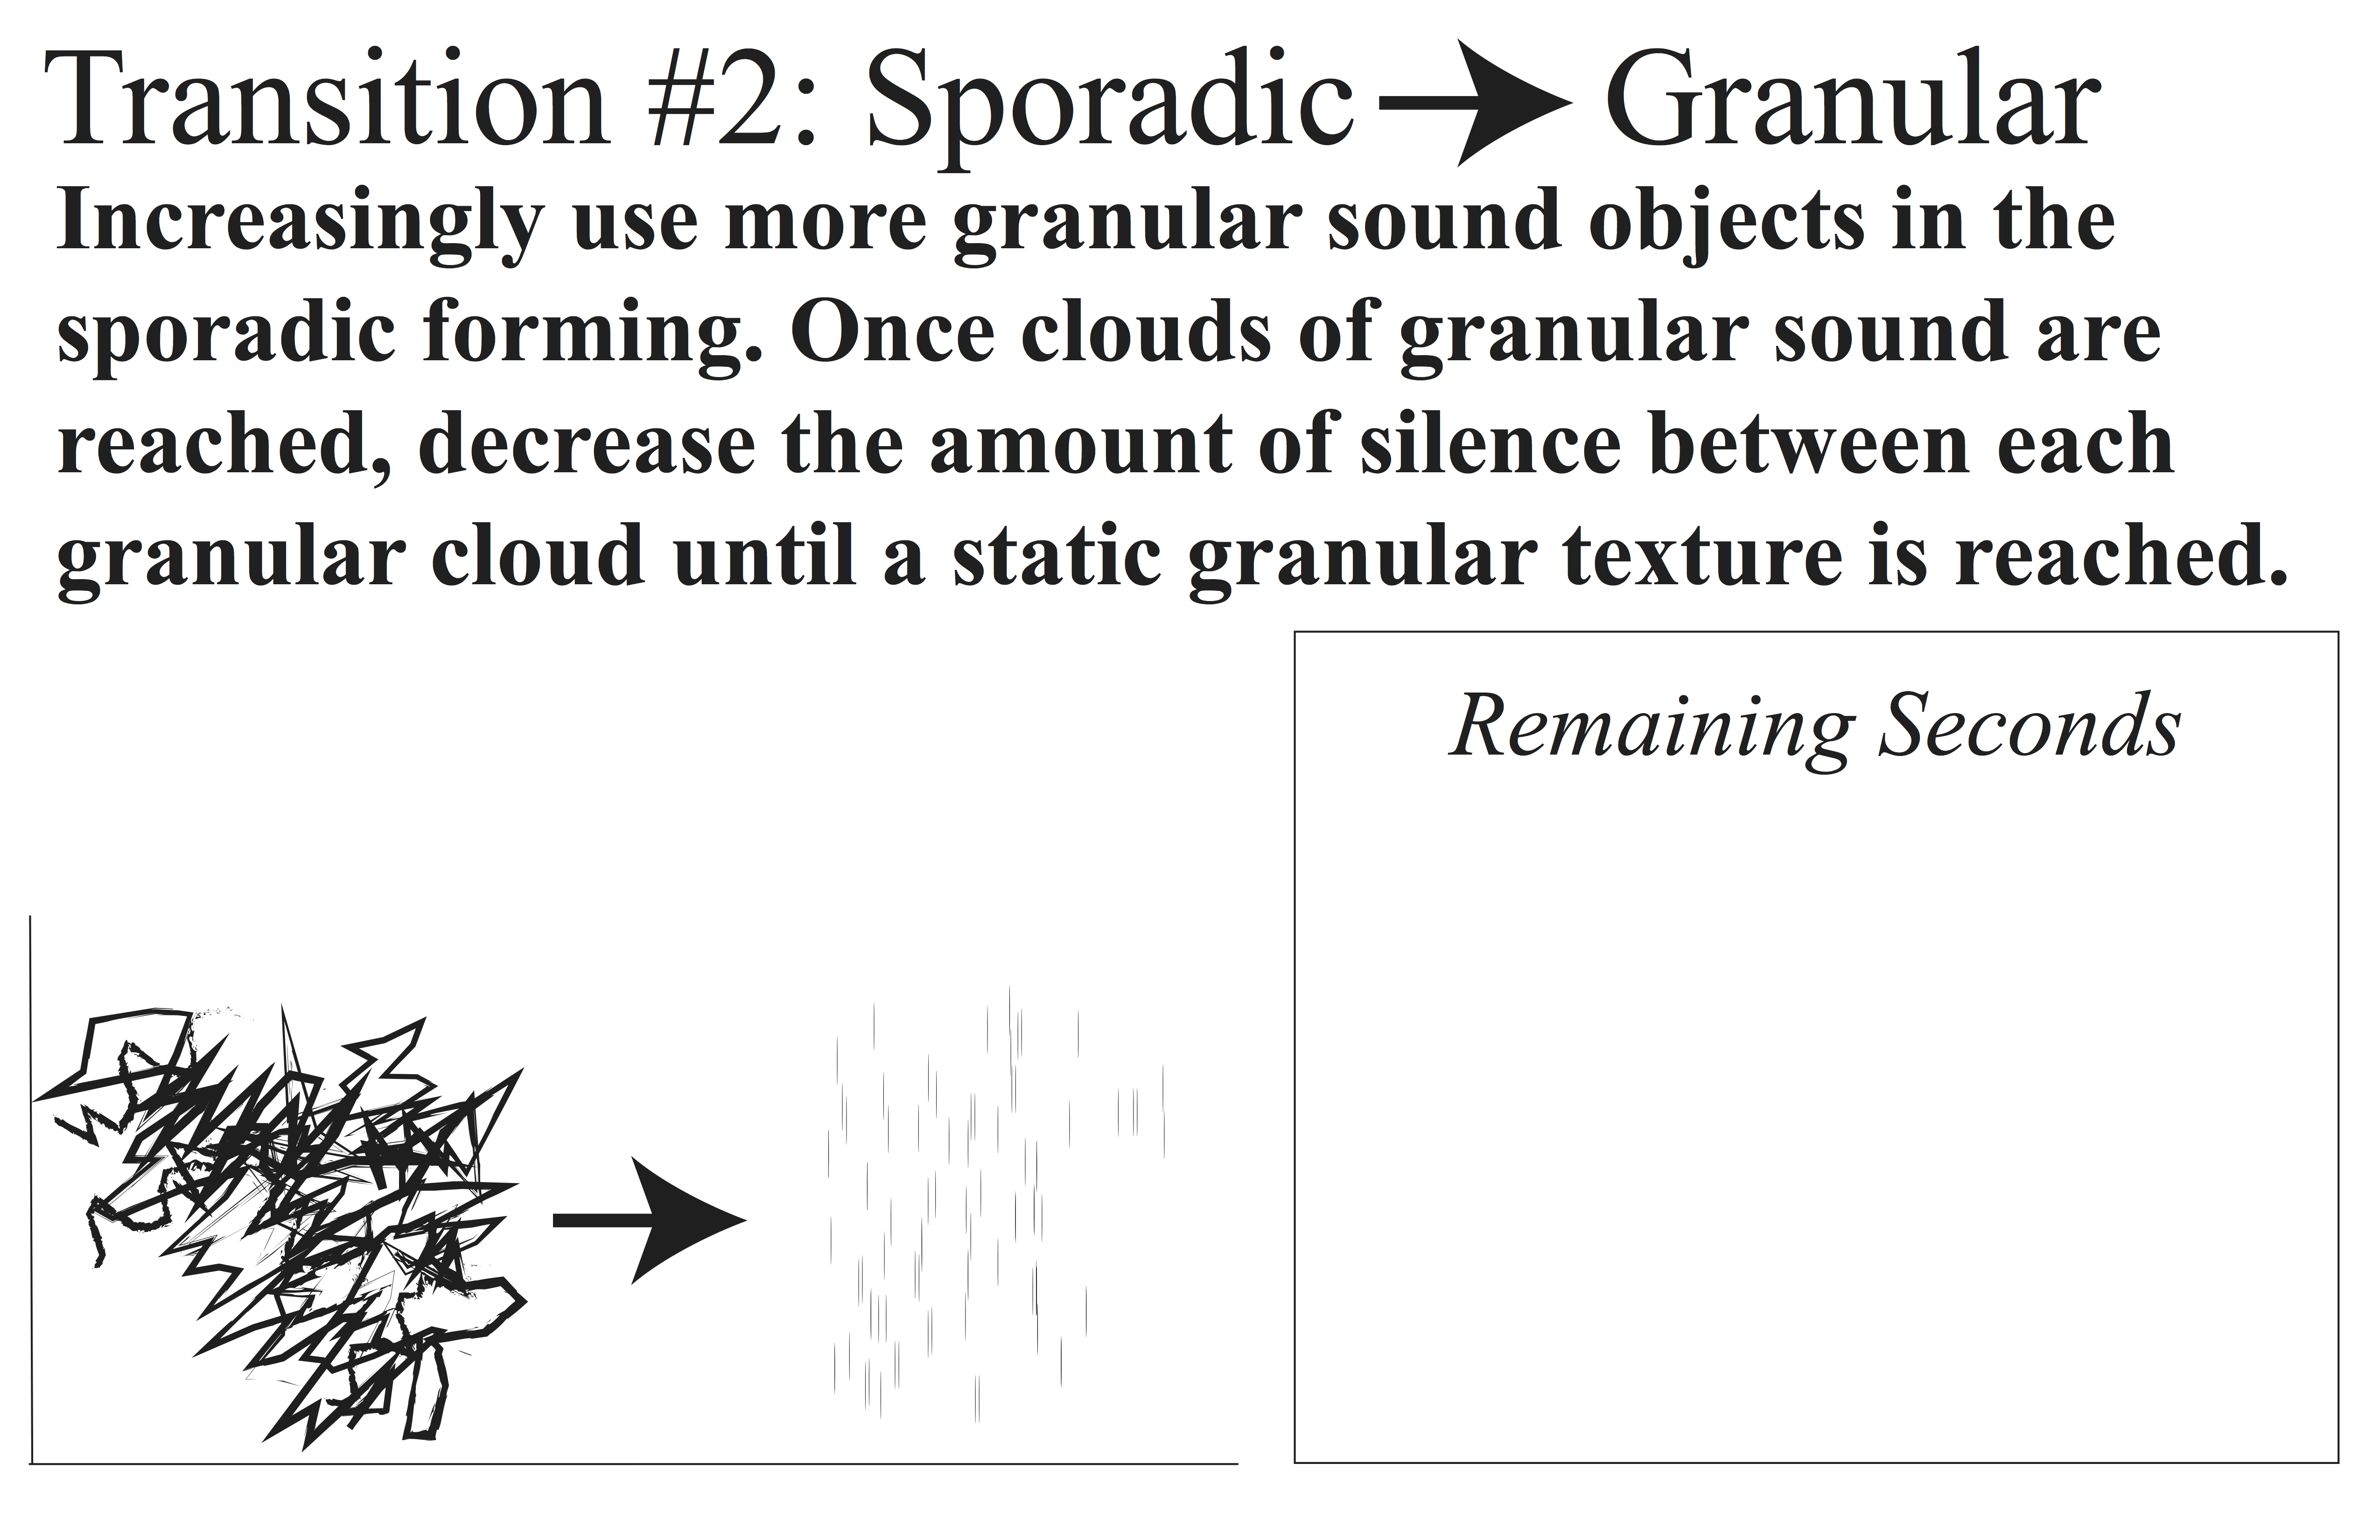 Transition #2: Sporadic → Granular
Increasingly use more granular sound objects in the
sporadic forming. Once clouds of granular sound are
reached, decrease the amount of silence between each
granular cloud until a static granular texture is reached.
Remaining Seconds